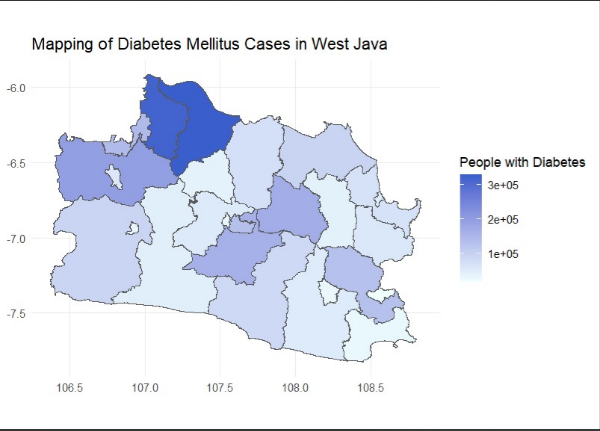 Mapping of Diabetes Mellitus Cases in West Java
-6.0
-6.5
-7.0
-7.5
106.5 107.0 107.5 108.0 108.5
People with Diabetes
3e+05
2e+05
1e+05